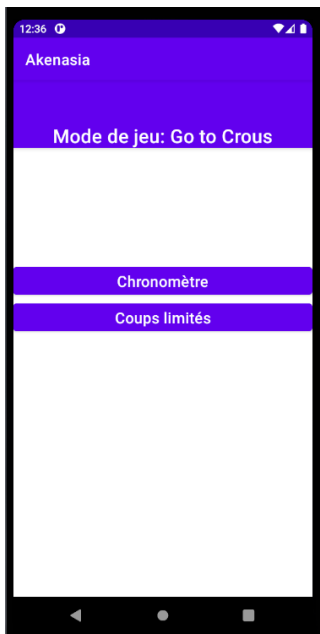 12:36
Akenasia
Mode de jeu: Go to Crous
Chronomètre
Coups limités